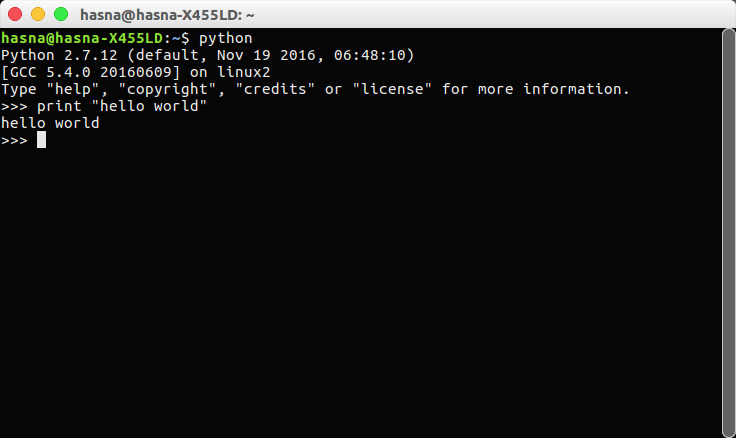 hasna@hasna-X455LD: ~
hasna@hasna-X455LD:~$ python
Python 2.7.12 (default, Nov 19 2016, 06:48:10)
[GCC 5.4.0 20160609] on linux2
Type "help", "copyright", "credits" or "license" for more information.
>>> print "hello world"
hello world
>>>